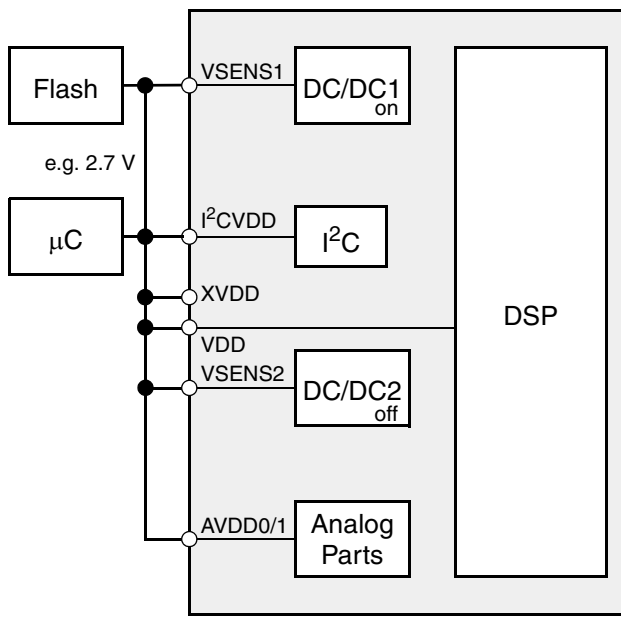 VSENS1
Flash
DC/DC1
on
e.g. 2.7 V
I²CVDD
μC
I²C
XVDD
DSP
VDD
VSENS2
DC/DC2
off
AVDD0/1
Analog
Parts